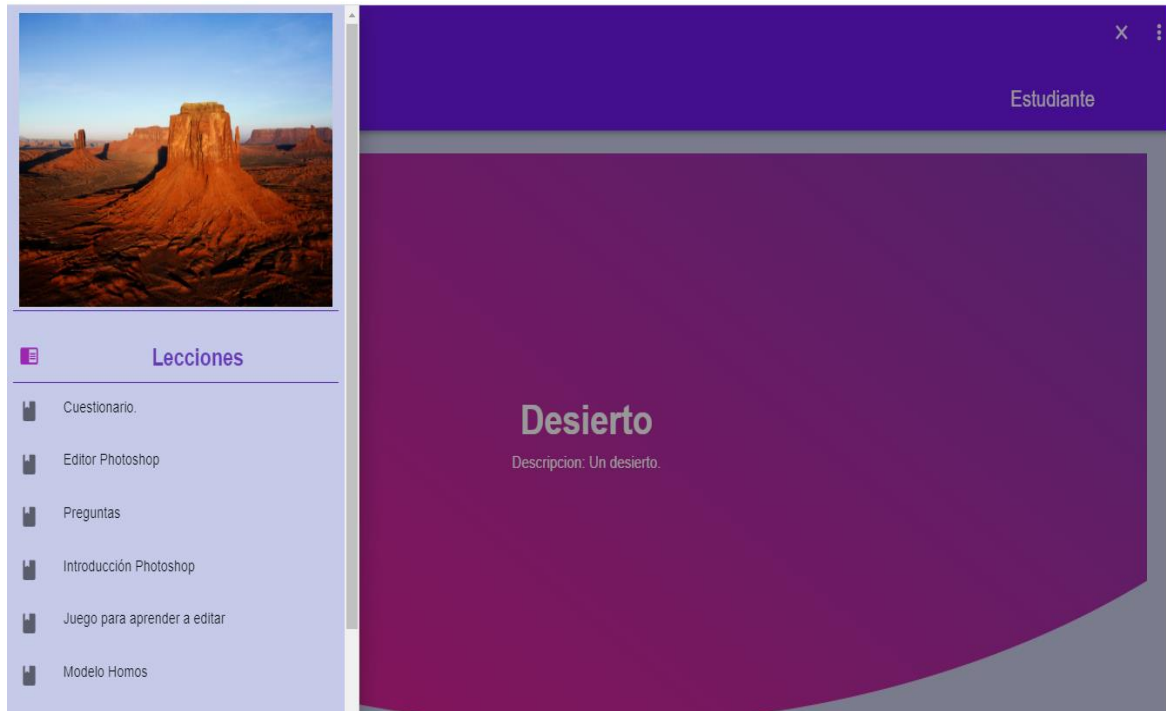 Estudiante
Lecciones
Cuestionario.
Editor Photoshop
Preguntas
Introducción Photoshop
Juego para aprender a editar
Modelo Homos
Desierto
Descripcion: Un desierto.